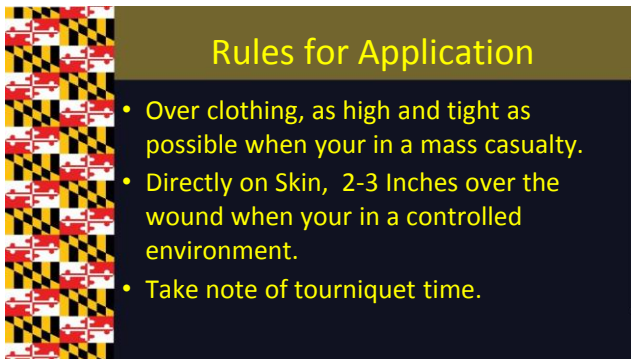 Rules for Application
• Over clothing, as high and tight as
possible when your in a mass casualty.
• Directly on Skin,  2-3 Inches over the
wound when your in a controlled
environment.
• Take note of tourniquet time.